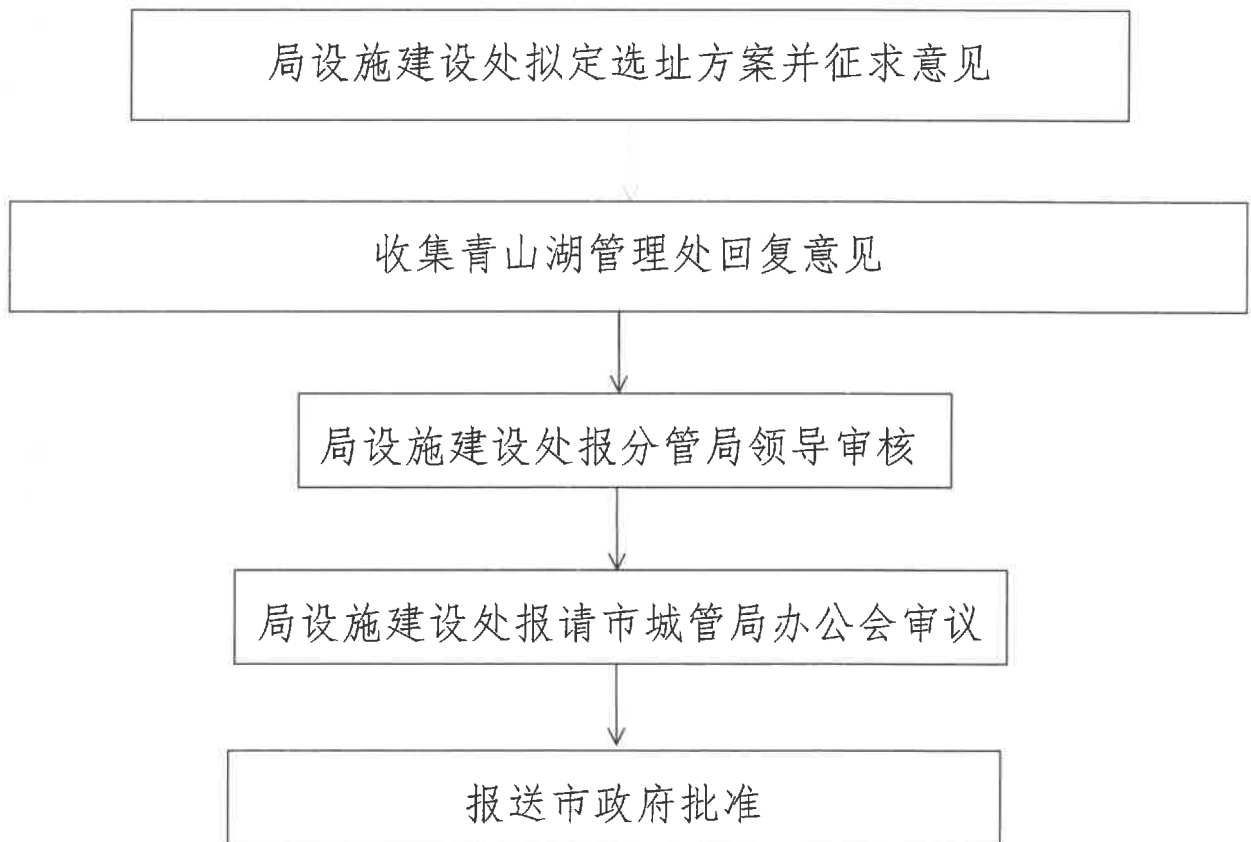 局设施建设处拟定选址方案并征求意见
收集青山湖管理处回复意见
局设施建设处报分管局领导审核
局设施建设处报请市城管局办公会审议
报送市政府批准